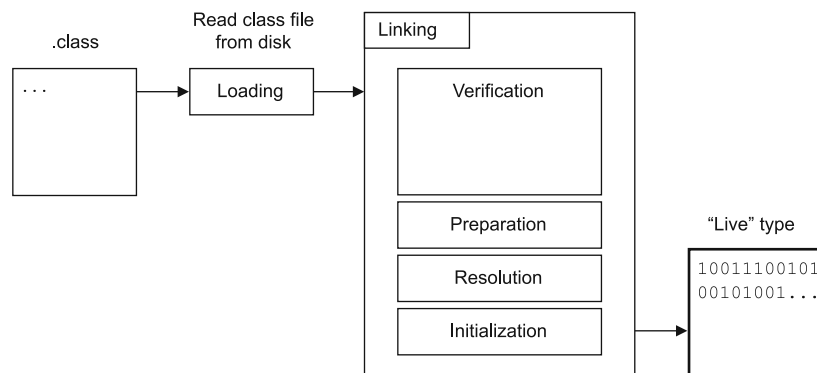 Read class file
from disk
.class
Linking
...
Loading
Verification
Preparation
Resolution
Initialization
“Live” type
10011100101
00101001...